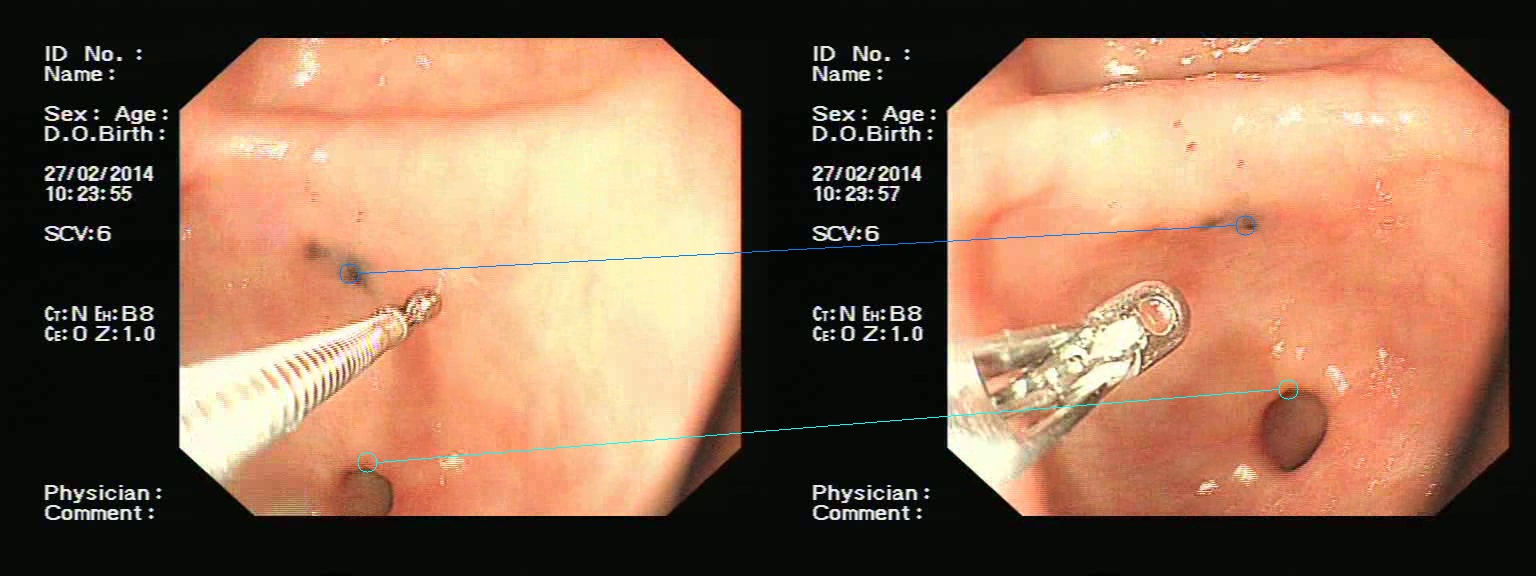 ID No. :
Name :
Sex : Age :
D.O.Birth :
27/02/2014
10:23:55
SCV:6
CT:N EH:B8
CE:0 Z:1.0
Physician :
Comment :
ID No. :
Name :
Sex : Age :
D.O.Birth :
27/02/2014
10:23:57
SCV:6
CT:N EH:B8
CE:0 Z:1.0
Physician :
Comment :